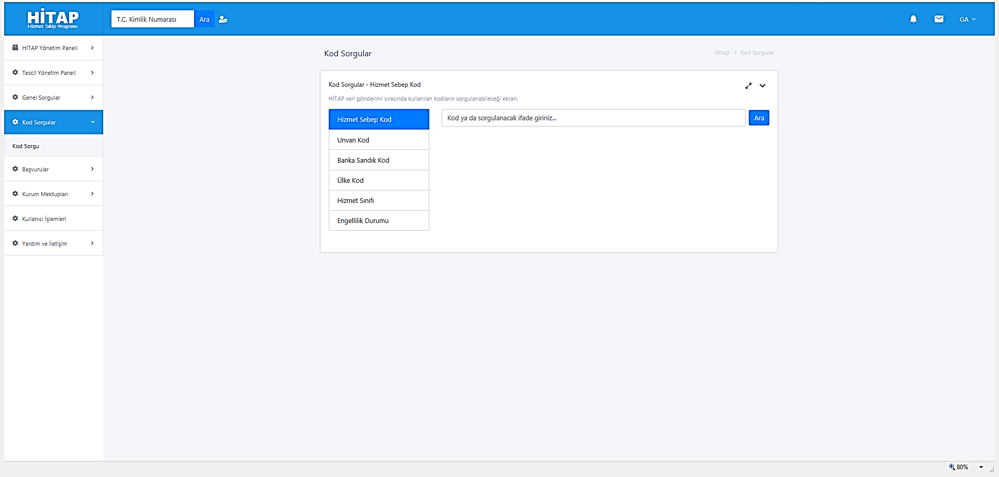 HİTAP
Hizmet Takip Programı
T.C. Kimlik Numarası
Ara
GA
HİTAP Yönetim Paneli
Tescil Yönetim Paneli
Genel Sorgular
Kod Sorgular
Kod Sorgu
Başvurular
Kurum Mektupları
Kullanıcı İşlemleri
Yardım ve İletişim
Kod Sorgular
Hitap > Kod Sorgular
Kod Sorgular - Hizmet Sebep Kod
HİTAP veri gönderimi sırasında kullanılan kodların sorgulanabileceği ekran.
Hizmet Sebep Kod
Unvan Kod
Banka Sandık Kod
Ülke Kod
Hizmet Sınıfı
Engellilik Durumu
Kod ya da sorgulanacak ifade giriniz...
Ara
80%